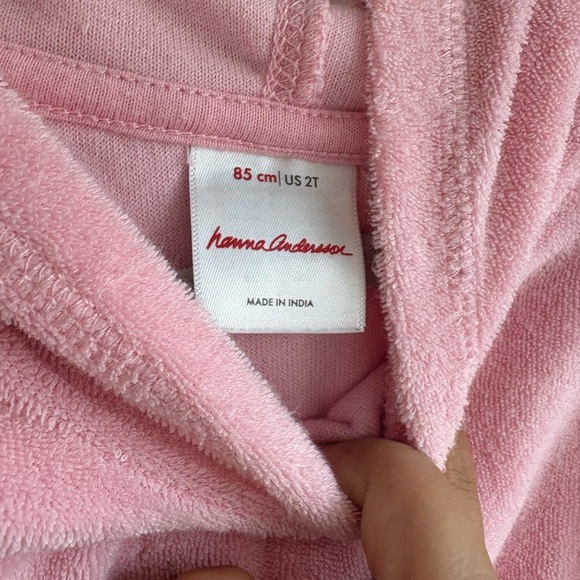 85 cm| US 2T
hanna andersson
MADE IN INDIA